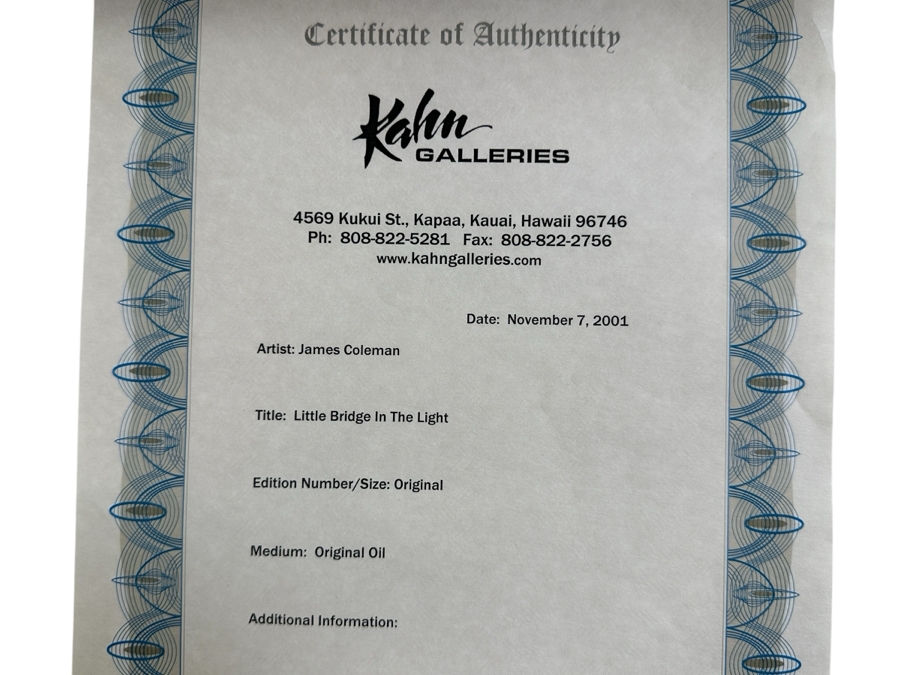 Certificate of Authenticity
Kahn
GALLERIES
4569 Kukui St., Kapaa, Kauai, Hawaii 96746
Ph: 808-822-5281 Fax: 808-822-2756
www.kahngalleries.com
Date: November 7, 2001
Artist: James Coleman
Title: Little Bridge In The Light
Edition Number/Size: Original
Medium: Original Oil
Additional Information: